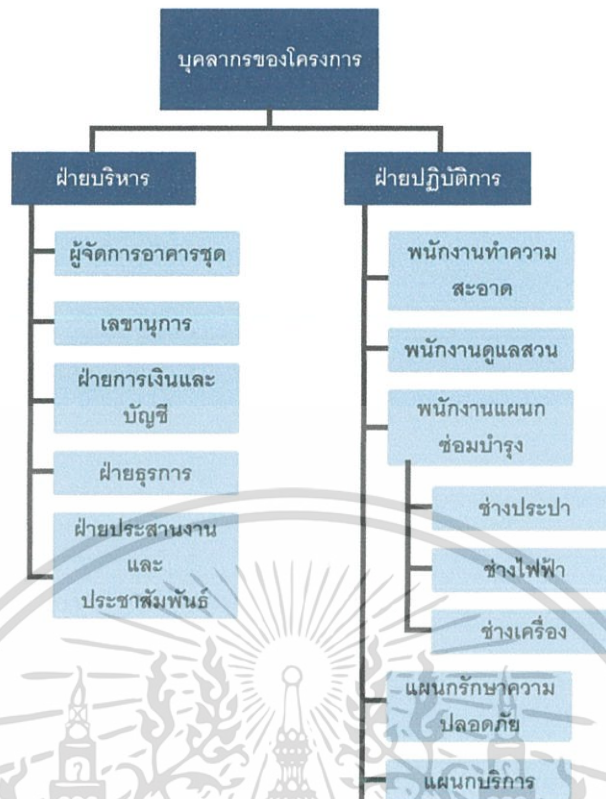 บุคลากรของโครงการ
ฝ่ายบริหาร
ผู้จัดการอาคารชุด
เลขานุการ
ฝ่ายการเงินและ
บัญชี
ฝ่ายธุรการ
ฝ่ายประสานงาน
และ
ประชาสัมพันธ์
ฝ่ายปฏิบัติการ
พนักงานทำความ
สะอาด
พนักงานดูแลสวน
พนักงานแผนก
ซ่อมบำรุง
ช่างประปา
ช่างไฟฟ้า
ช่างเครื่อง
แผนกรักษาความ
ปลอดภัย
แผนกบริการ